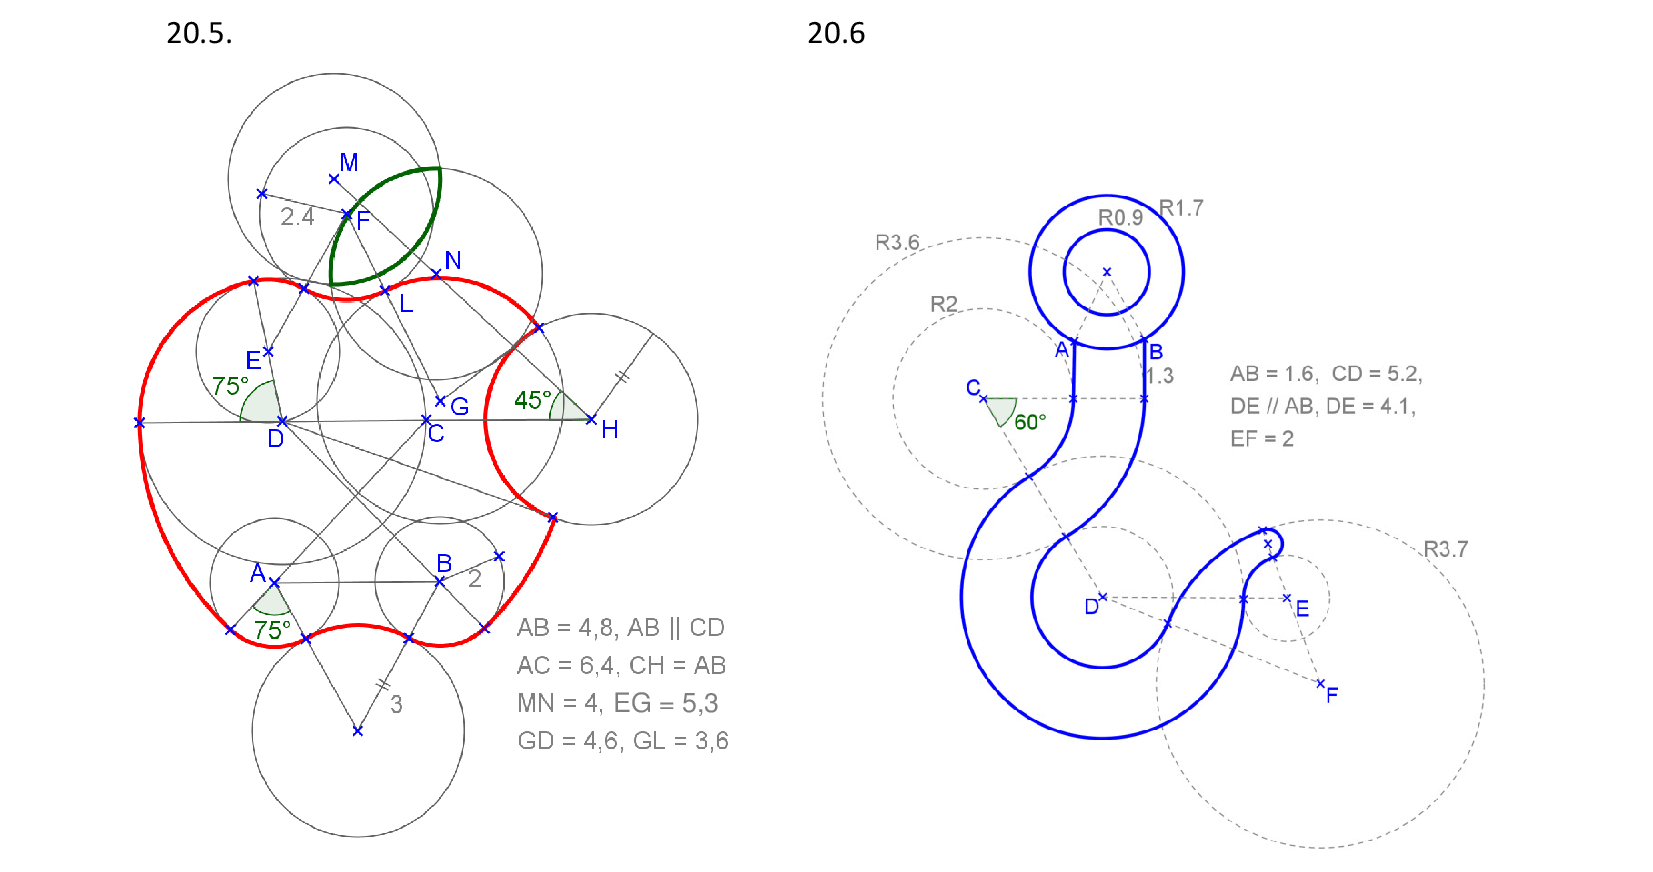 20.5.
20.6
M
2.4
F
N
L
E
75°
G
45°
D
C
H
A
B
2
75°
3
AB = 4,8, AB || CD
AC = 6,4, CH = AB
MN = 4, EG = 5,3
GD = 4,6, GL = 3,6
R0.9
R1.7
R3.6
R2
A
B
1.3
C
60°
AB = 1.6, CD = 5.2,
DE // AB, DE = 4.1,
EF = 2
R3.7
D
E
F